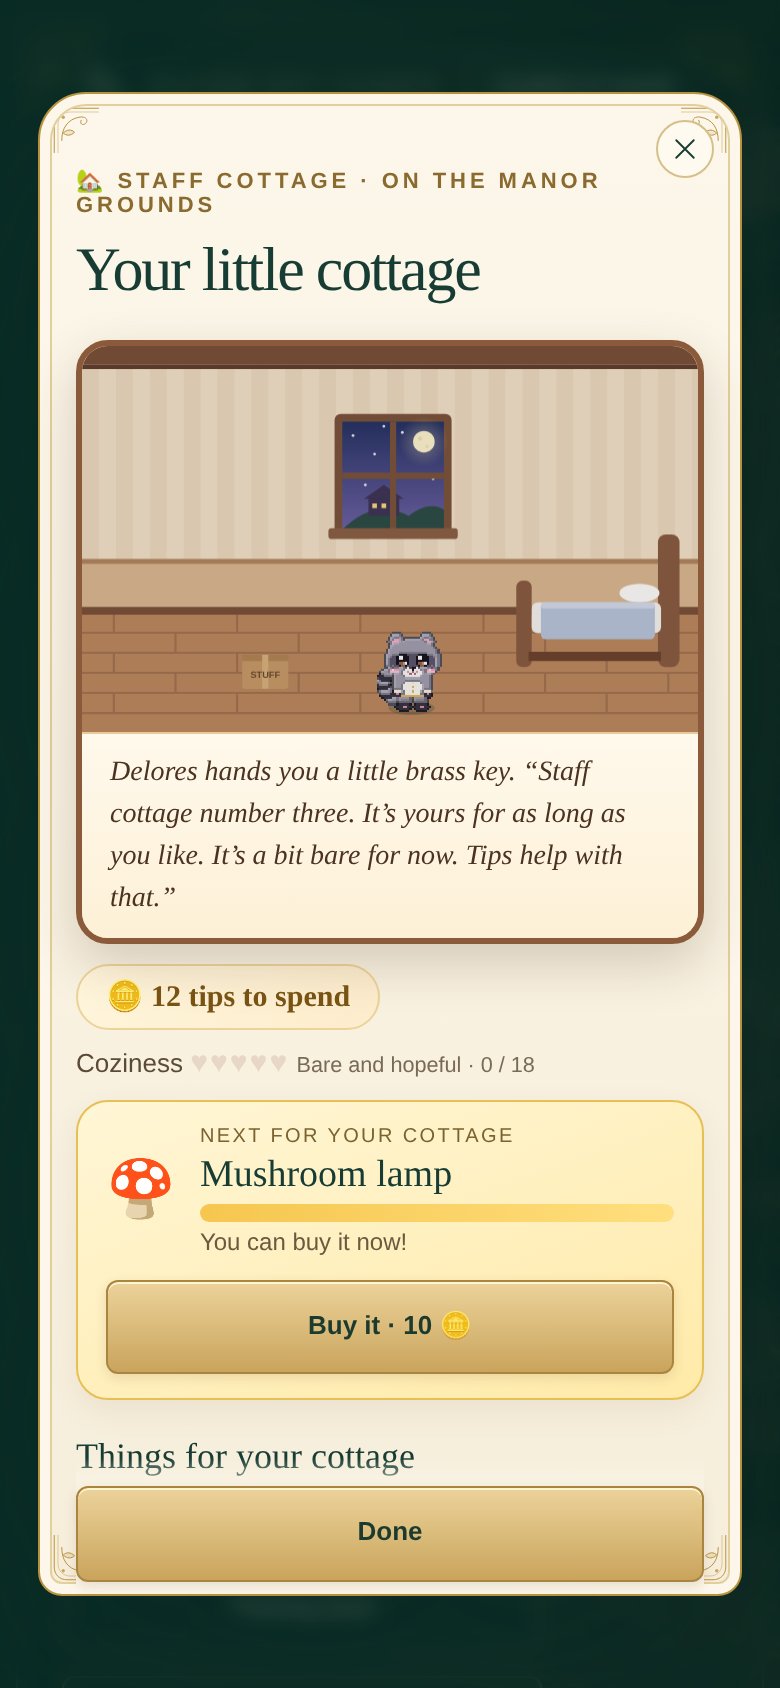 🏡 STAFF COTTAGE · ON THE MANOR
GROUNDS
Your little cottage
STUFF
Delores hands you a little brass key. “Staff
cottage number three. It’s yours for as long as
you like. It’s a bit bare for now. Tips help with
that.”
🪙 12 tips to spend
Coziness ♥♥♥♥♥ Bare and hopeful · 0 / 18
NEXT FOR YOUR COTTAGE
Mushroom lamp
You can buy it now!
Buy it · 10 🪙
Things for your cottage
Done